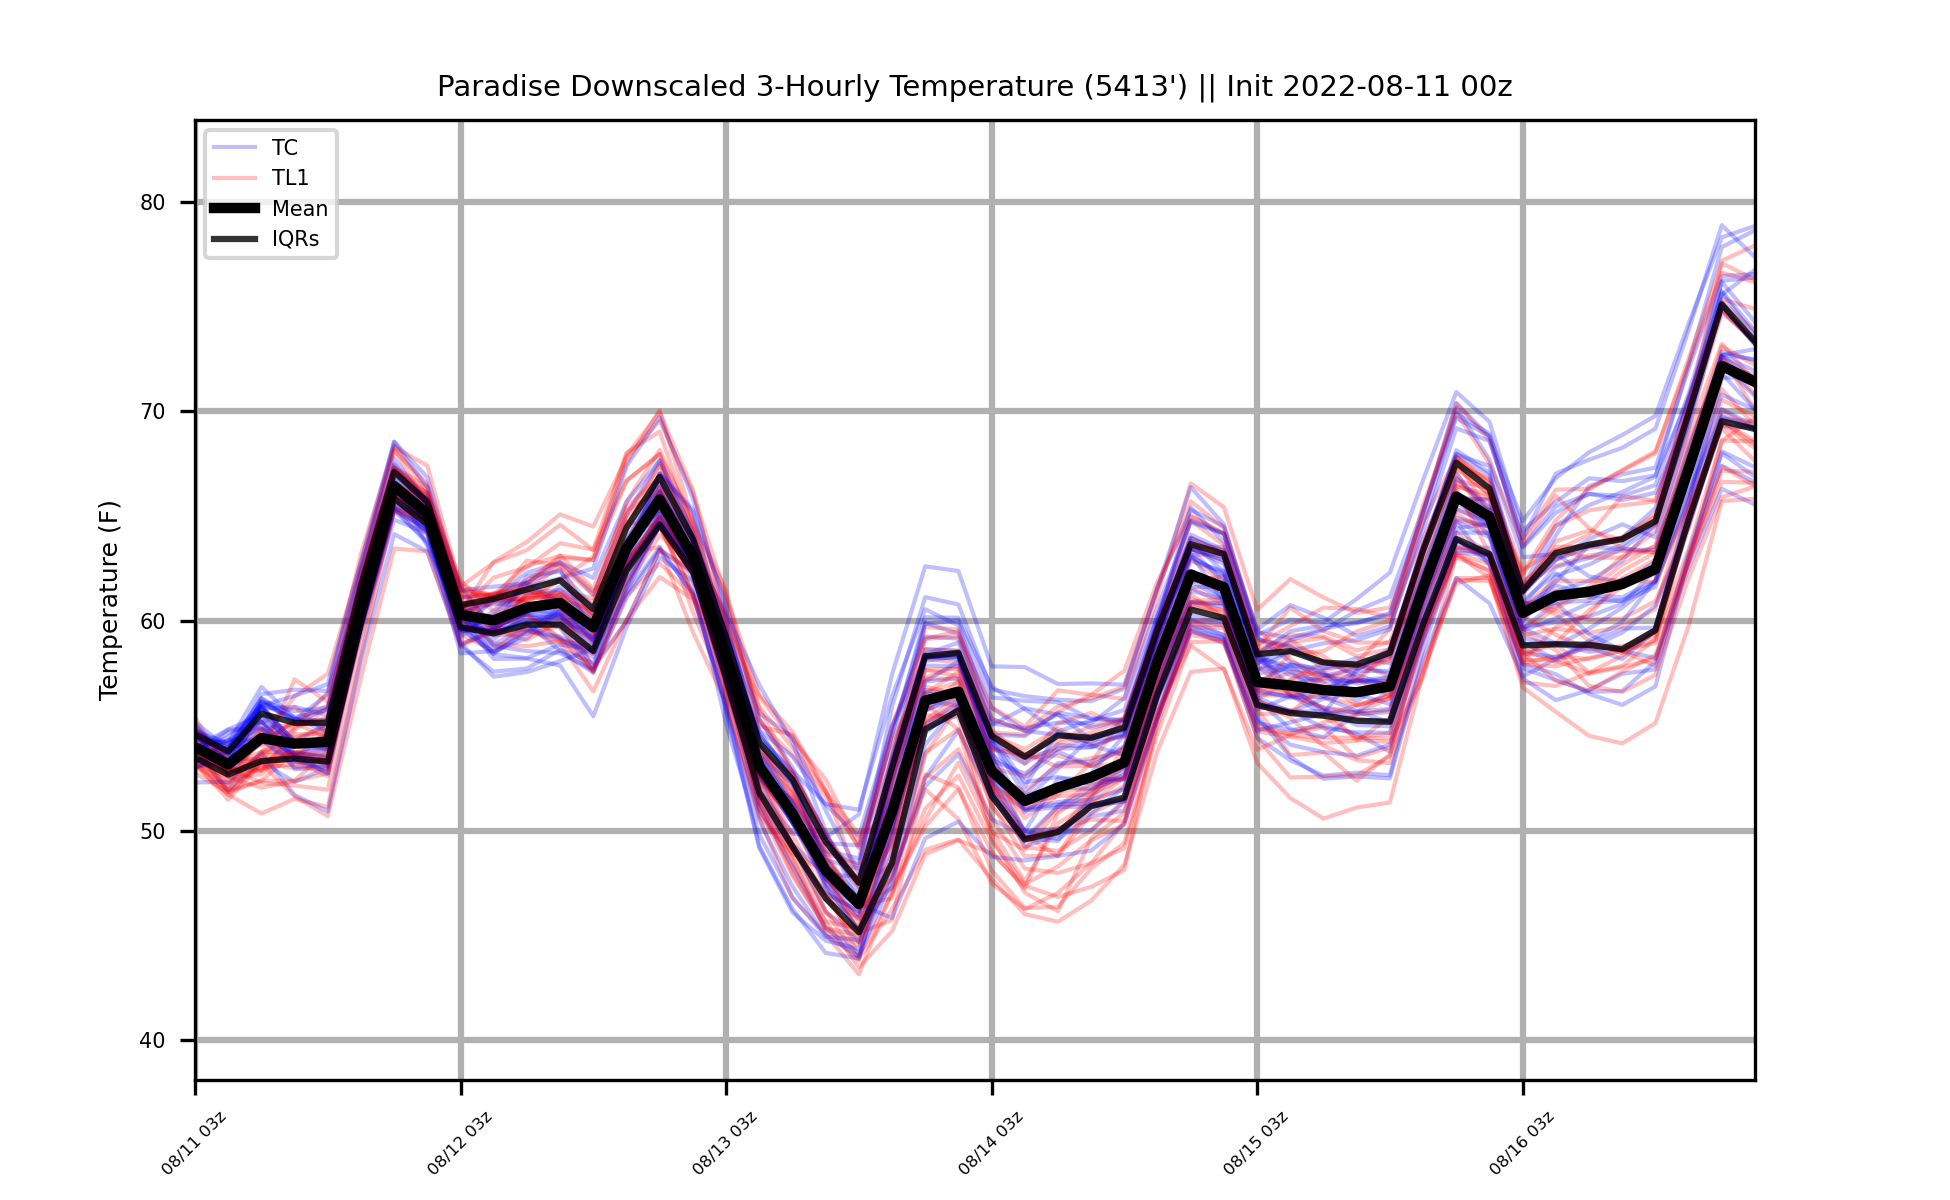 Paradise Downscaled 3-Hourly Temperature (5413') || Init 2022-08-11 00z
TC
TL1
Mean
IQRs
Temperature (F)
80
70
60
50
40
08/11 03z
08/12 03z
08/13 03z
08/14 03z
08/15 03z
08/16 03z